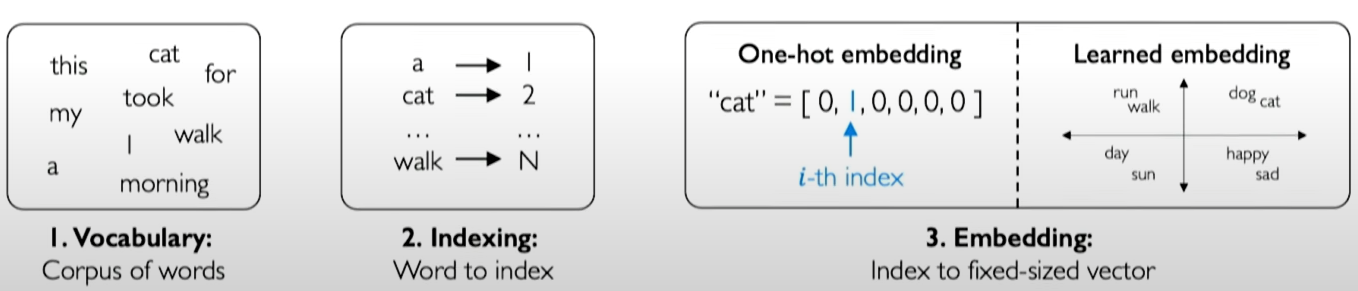 this
cat
for
took
my
I
walk
a
morning
1. Vocabulary:
Corpus of words
a → 1
cat → 2
... ...
walk → N
2. Indexing:
Word to index
One-hot embedding
"cat" = [ 0, 1, 0, 0, 0, 0 ]
i-th index
Learned embedding
run
walk
dog
cat
day
sun
happy
sad
3. Embedding:
Index to fixed-sized vector